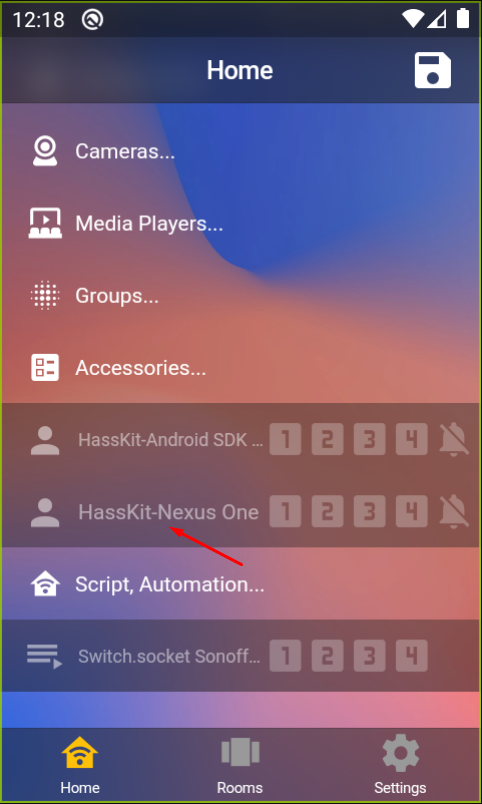 12:18
Home
Cameras...
Media Players...
Groups...
Accessories...
HassKit-Android SDK ... 1 2 3 4
HassKit-Nexus One 1 2 3 4
Script, Automation...
Switch.socket Sonoff... 1 2 3 4
Home Rooms Settings